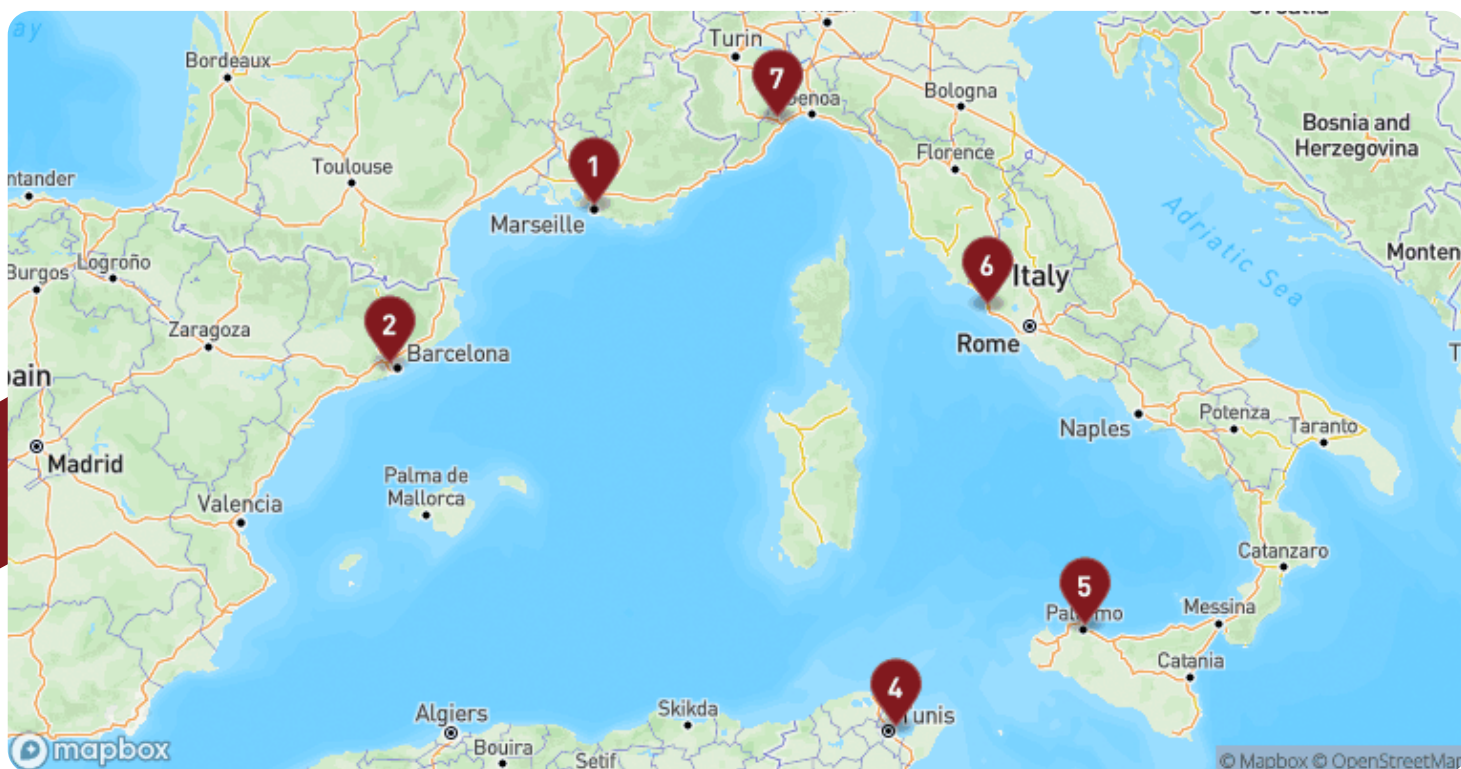 ay
Turin
Bordeaux
7
Genoa
Bologna
Bosnia and
Herzegovina
Toulouse
1
Florence
ntander
Marseille
Adriatic Sea
Monten
Burgos
Logroño
6
Italy
2
Zaragoza
Barcelona
Rome
T
pain
Naples
Potenza
Taranto
Madrid
Palma de
Mallorca
Valencia
Catanzaro
5
Palermo
Messina
Catania
4
Tunis
Skikda
Algiers
Bouira
Setif
mapbox
© Mapbox © OpenStreetMap